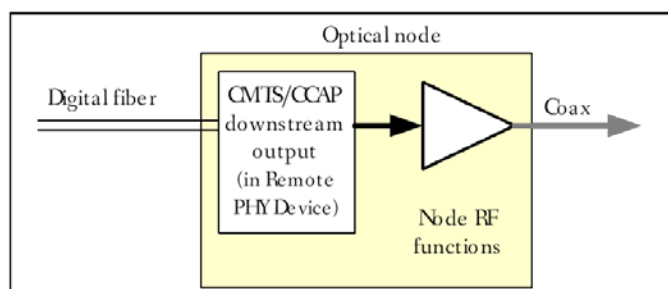 Optical node
Digital fiber
CMTS/CCAP
downstream
output
(in Remote
PHY Device)
Coax
Node RF
functions